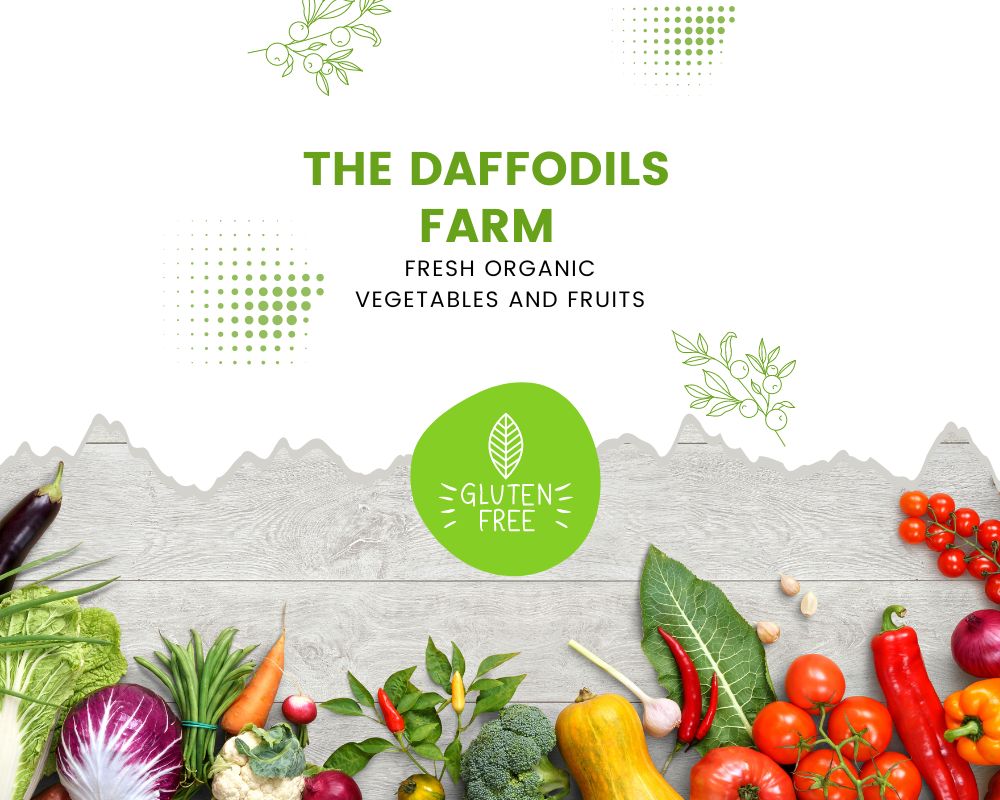 THE DAFFODILS
FARM
FRESH ORGANIC
VEGETABLES AND FRUITS
GLUTEN
FREE